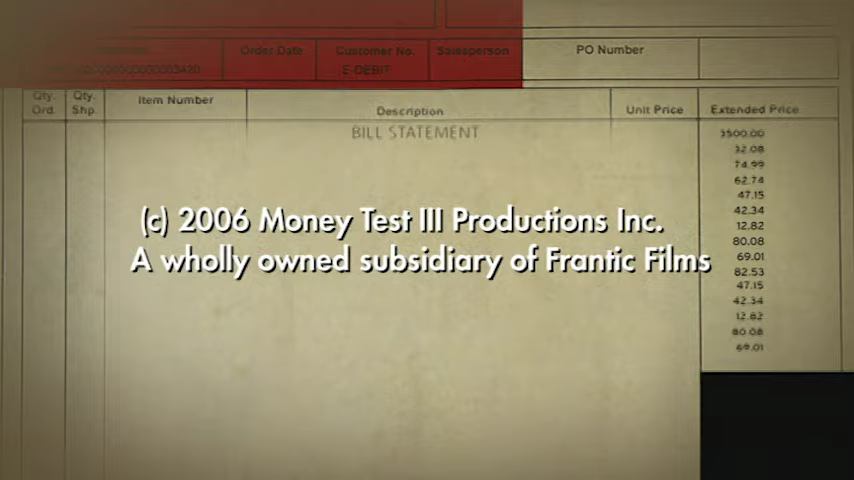 Order Date Customer No. Salesperson PO Number
E-DEBIT
Qty. Qty. Item Number Description Unit Price Extended Price
Ord. Shp.
BILL STATEMENT
3500.00
32.08
74.99
62.74
47.15
42.34
12.82
80.08
69.01
82.53
47.15
42.34
12.82
80.08
69.01
(c) 2006 Money Test III Productions Inc.
A wholly owned subsidiary of Frantic Films